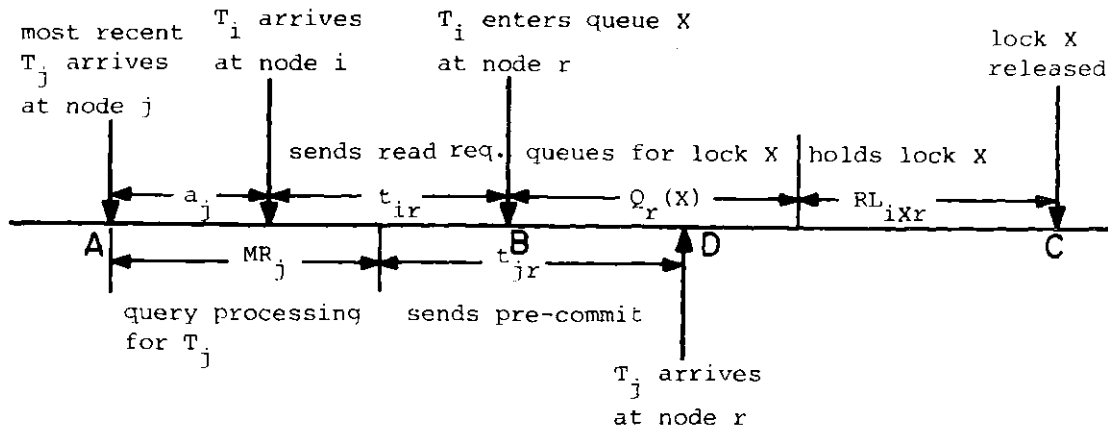 most recent
T_j arrives
at node j
T_i arrives
at node i
T_i enters queue X
at node r
lock X
released
sends read req.
queues for lock X
holds lock X
a_j
t_ir
Q_r(X)
RL_iXr
A
B
D
C
MR_j
t_jr
query processing
for T_j
sends pre-commit
T_j arrives
at node r